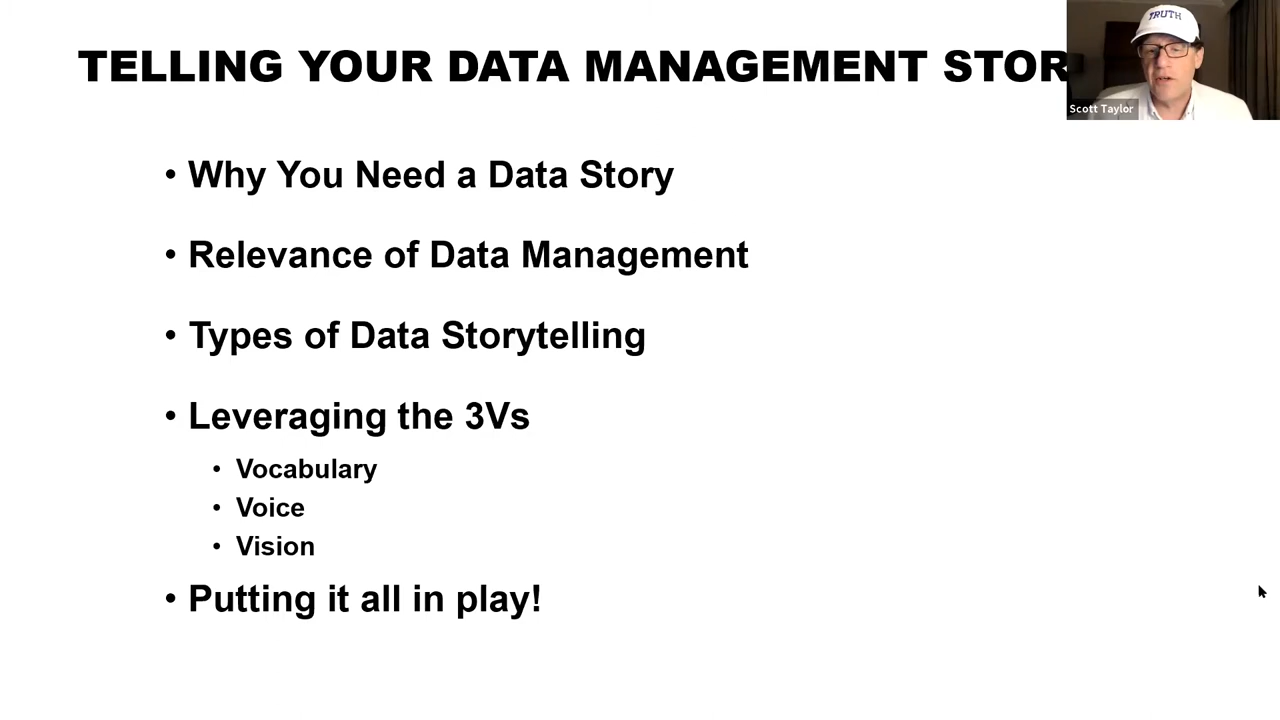 TELLING YOUR DATA MANAGEMENT STOR
TRUTH
Scott Taylor
• Why You Need a Data Story
• Relevance of Data Management
• Types of Data Storytelling
• Leveraging the 3Vs
• Vocabulary
• Voice
• Vision
• Putting it all in play!